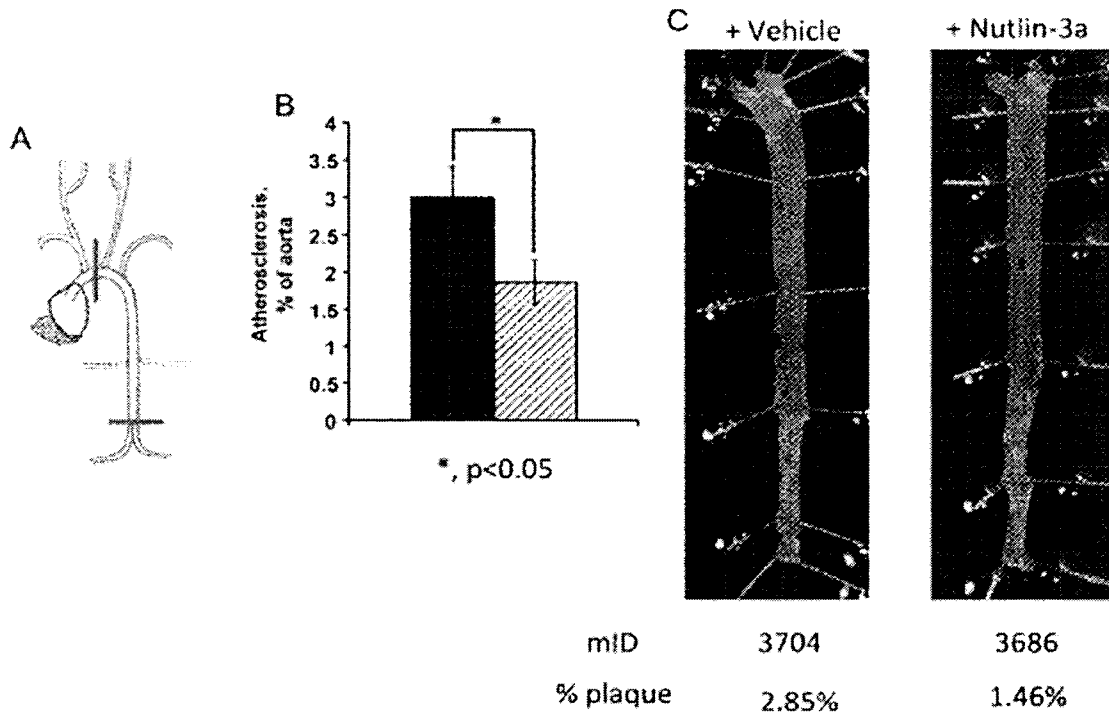 A
B
Atherosclerosis,
% of aorta
4
3.5
3
2.5
2
1.5
1
0.5
0
*
*, p<0.05
C
+ Vehicle
+ Nutlin-3a
mID 3704 3686
% plaque 2.85% 1.46%